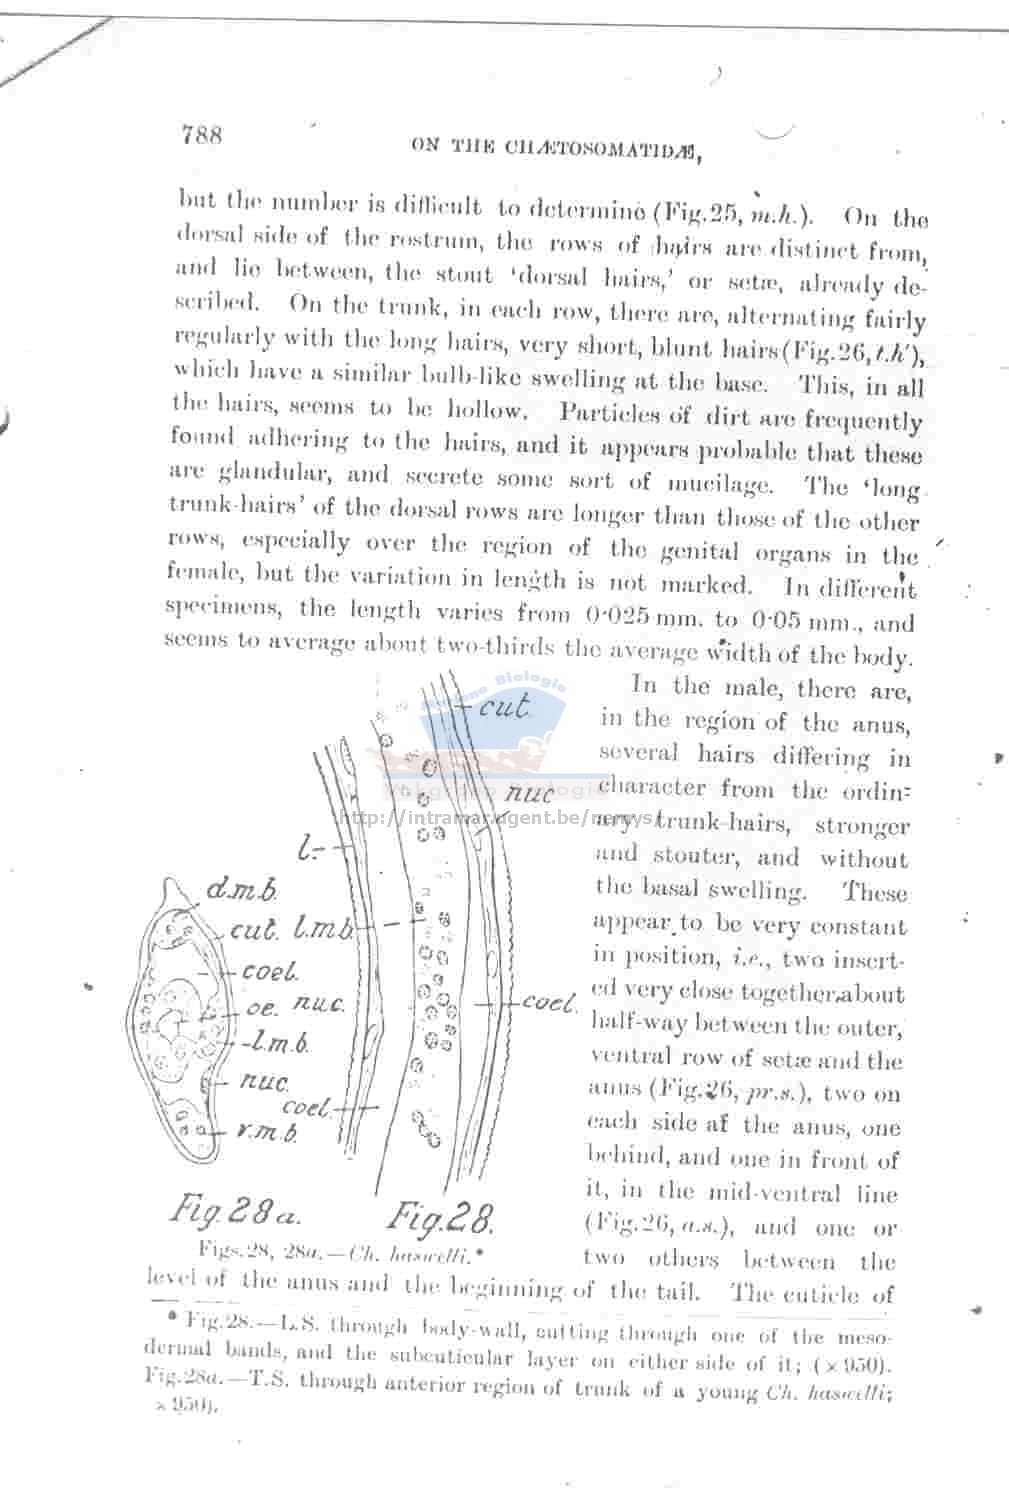 788
ON THE CHÆTOSOMATIDÆ,
but the number is difficult to determine (Fig.25, m.h.). On the
dorsal side of the rostrum, the rows of hairs are distinct from,
and lie between, the stout ‘dorsal hairs,’ or setæ, already de-
scribed. On the trunk, in each row, there are, alternating fairly
regularly with the long hairs, very short, blunt hairs (Fig.26, t.h'),
which have a similar bulb-like swelling at the base. This, in all
the hairs, seems to be hollow. Particles of dirt are frequently
found adhering to the hairs, and it appears probable that these
are glandular, and secrete some sort of mucilage. The ‘long
trunk-hairs’ of the dorsal rows are longer than those of the other
rows, especially over the region of the genital organs in the
female, but the variation in length is not marked. In different
specimens, the length varies from 0·025 mm. to 0·05 mm., and
seems to average about two-thirds the average width of the body.
In the male, there are,
in the region of the anus,
several hairs differing in
character from the ordin-
ary trunk-hairs, stronger
and stouter, and without
the basal swelling. These
appear to be very constant
in position, i.e., two insert-
ed very close together, about
half-way between the outer,
ventral row of setæ and the
anus (Fig.26, pr.s.), two on
each side of the anus, one
behind, and one in front of
it, in the mid-ventral line
(Fig.26, a.s.), and one or
two others between the
Mariene Biologie
Vakgroep Biologie
http://intramar.ugent.be/nemys/
cut.
nuc
l.
d.m.b.
cut. l.m.b.
coel.
oe. nuc.
coel.
l.m.b.
nuc.
coel.
v.m.b.
Fig.28a. Fig.28.
Figs.28, 28a.—Ch. haswelli.*
level of the anus and the beginning of the tail. The cuticle of
* Fig.28.—L.S. through body-wall, cutting through one of the meso-
dermal bands, and the subcuticular layer on either side of it; (× 950).
Fig.28a.—T.S. through anterior region of trunk of a young Ch. haswelli;
× 950).